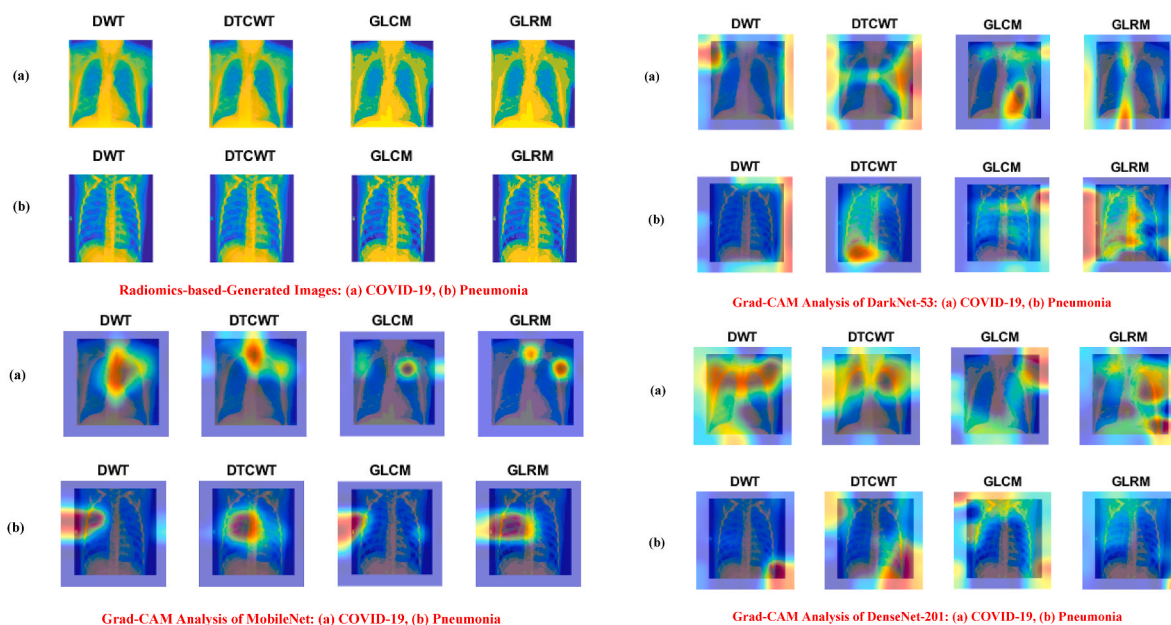 DWT DTCWT GLCM GLRM
(a)
DWT DTCWT GLCM GLRM
(b)
Radiomics-based-Generated Images: (a) COVID-19, (b) Pneumonia
DWT DTCWT GLCM GLRM
(a)
DWT DTCWT GLCM GLRM
(b)
Grad-CAM Analysis of DarkNet-53: (a) COVID-19, (b) Pneumonia
DWT DTCWT GLCM GLRM
(a)
DWT DTCWT GLCM GLRM
(b)
Grad-CAM Analysis of MobileNet: (a) COVID-19, (b) Pneumonia
DWT DTCWT GLCM GLRM
(a)
DWT DTCWT GLCM GLRM
(b)
Grad-CAM Analysis of DenseNet-201: (a) COVID-19, (b) Pneumonia